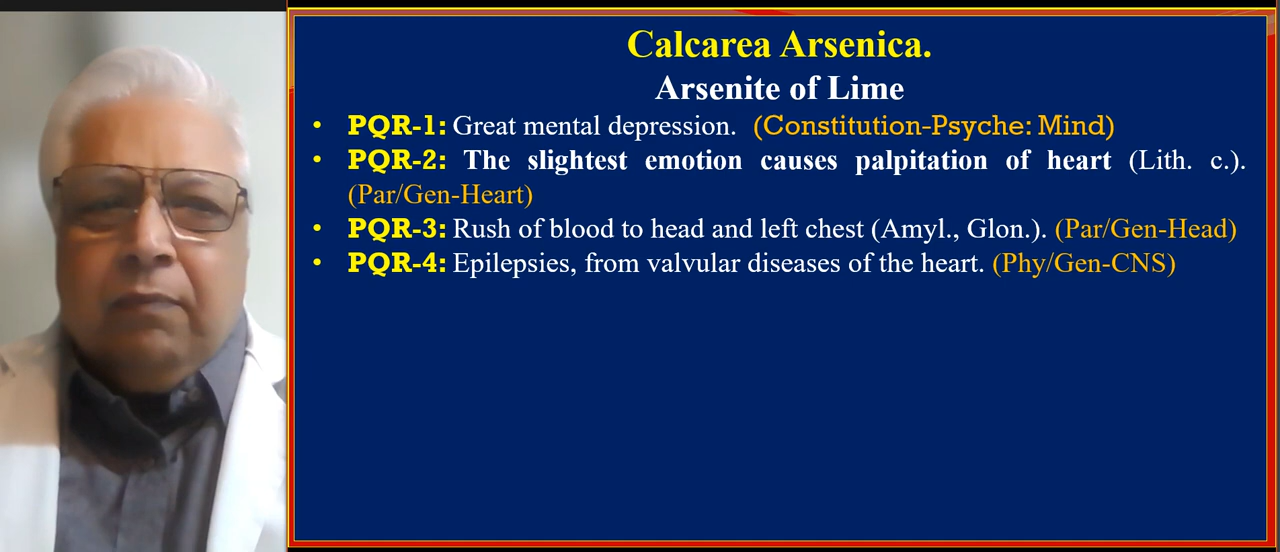 Calcarea Arsenica.
Arsenite of Lime
• PQR-1: Great mental depression. (Constitution-Psyche: Mind)
• PQR-2: The slightest emotion causes palpitation of heart (Lith. c.).
(Par/Gen-Heart)
• PQR-3: Rush of blood to head and left chest (Amyl., Glon.). (Par/Gen-Head)
• PQR-4: Epilepsies, from valvular diseases of the heart. (Phy/Gen-CNS)